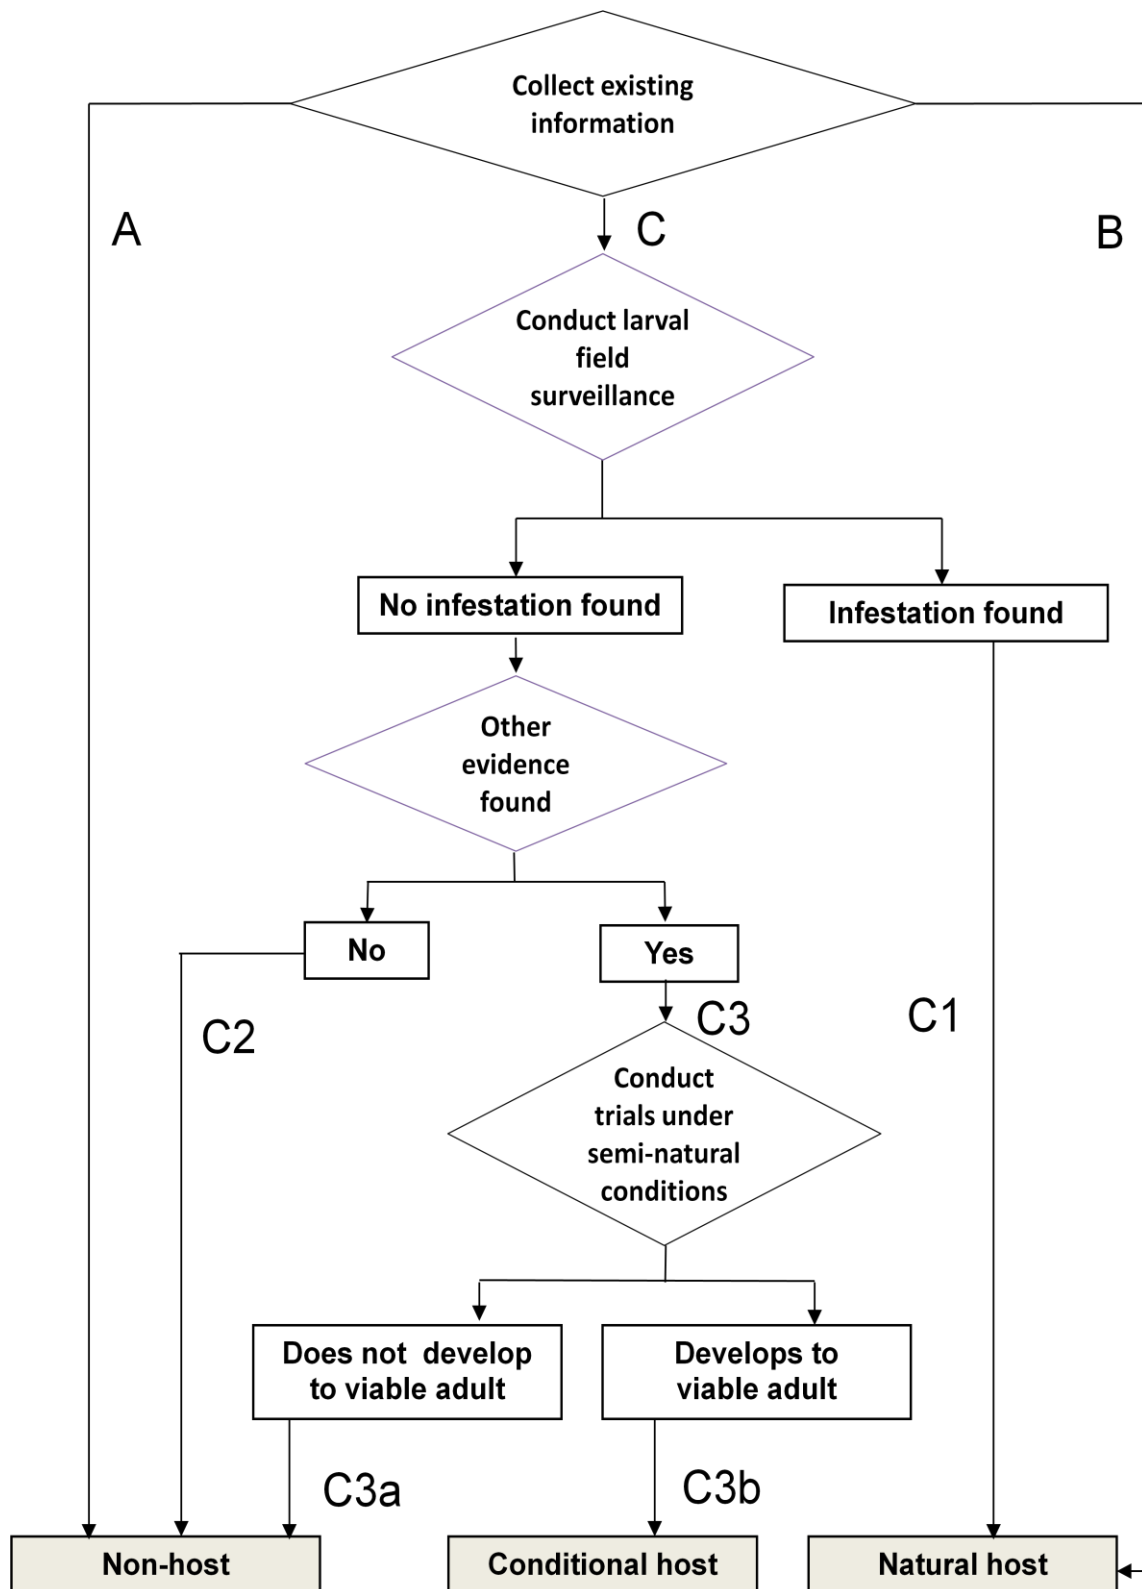 Collect existing
information
A
C
B
Conduct larval
field
surveillance
No infestation found
Infestation found
Other
evidence
found
No
Yes
C2
C3
C1
Conduct
trials under
semi-natural
conditions
Does not develop
to viable adult
Develops to
viable adult
C3a
C3b
Non-host
Conditional host
Natural host